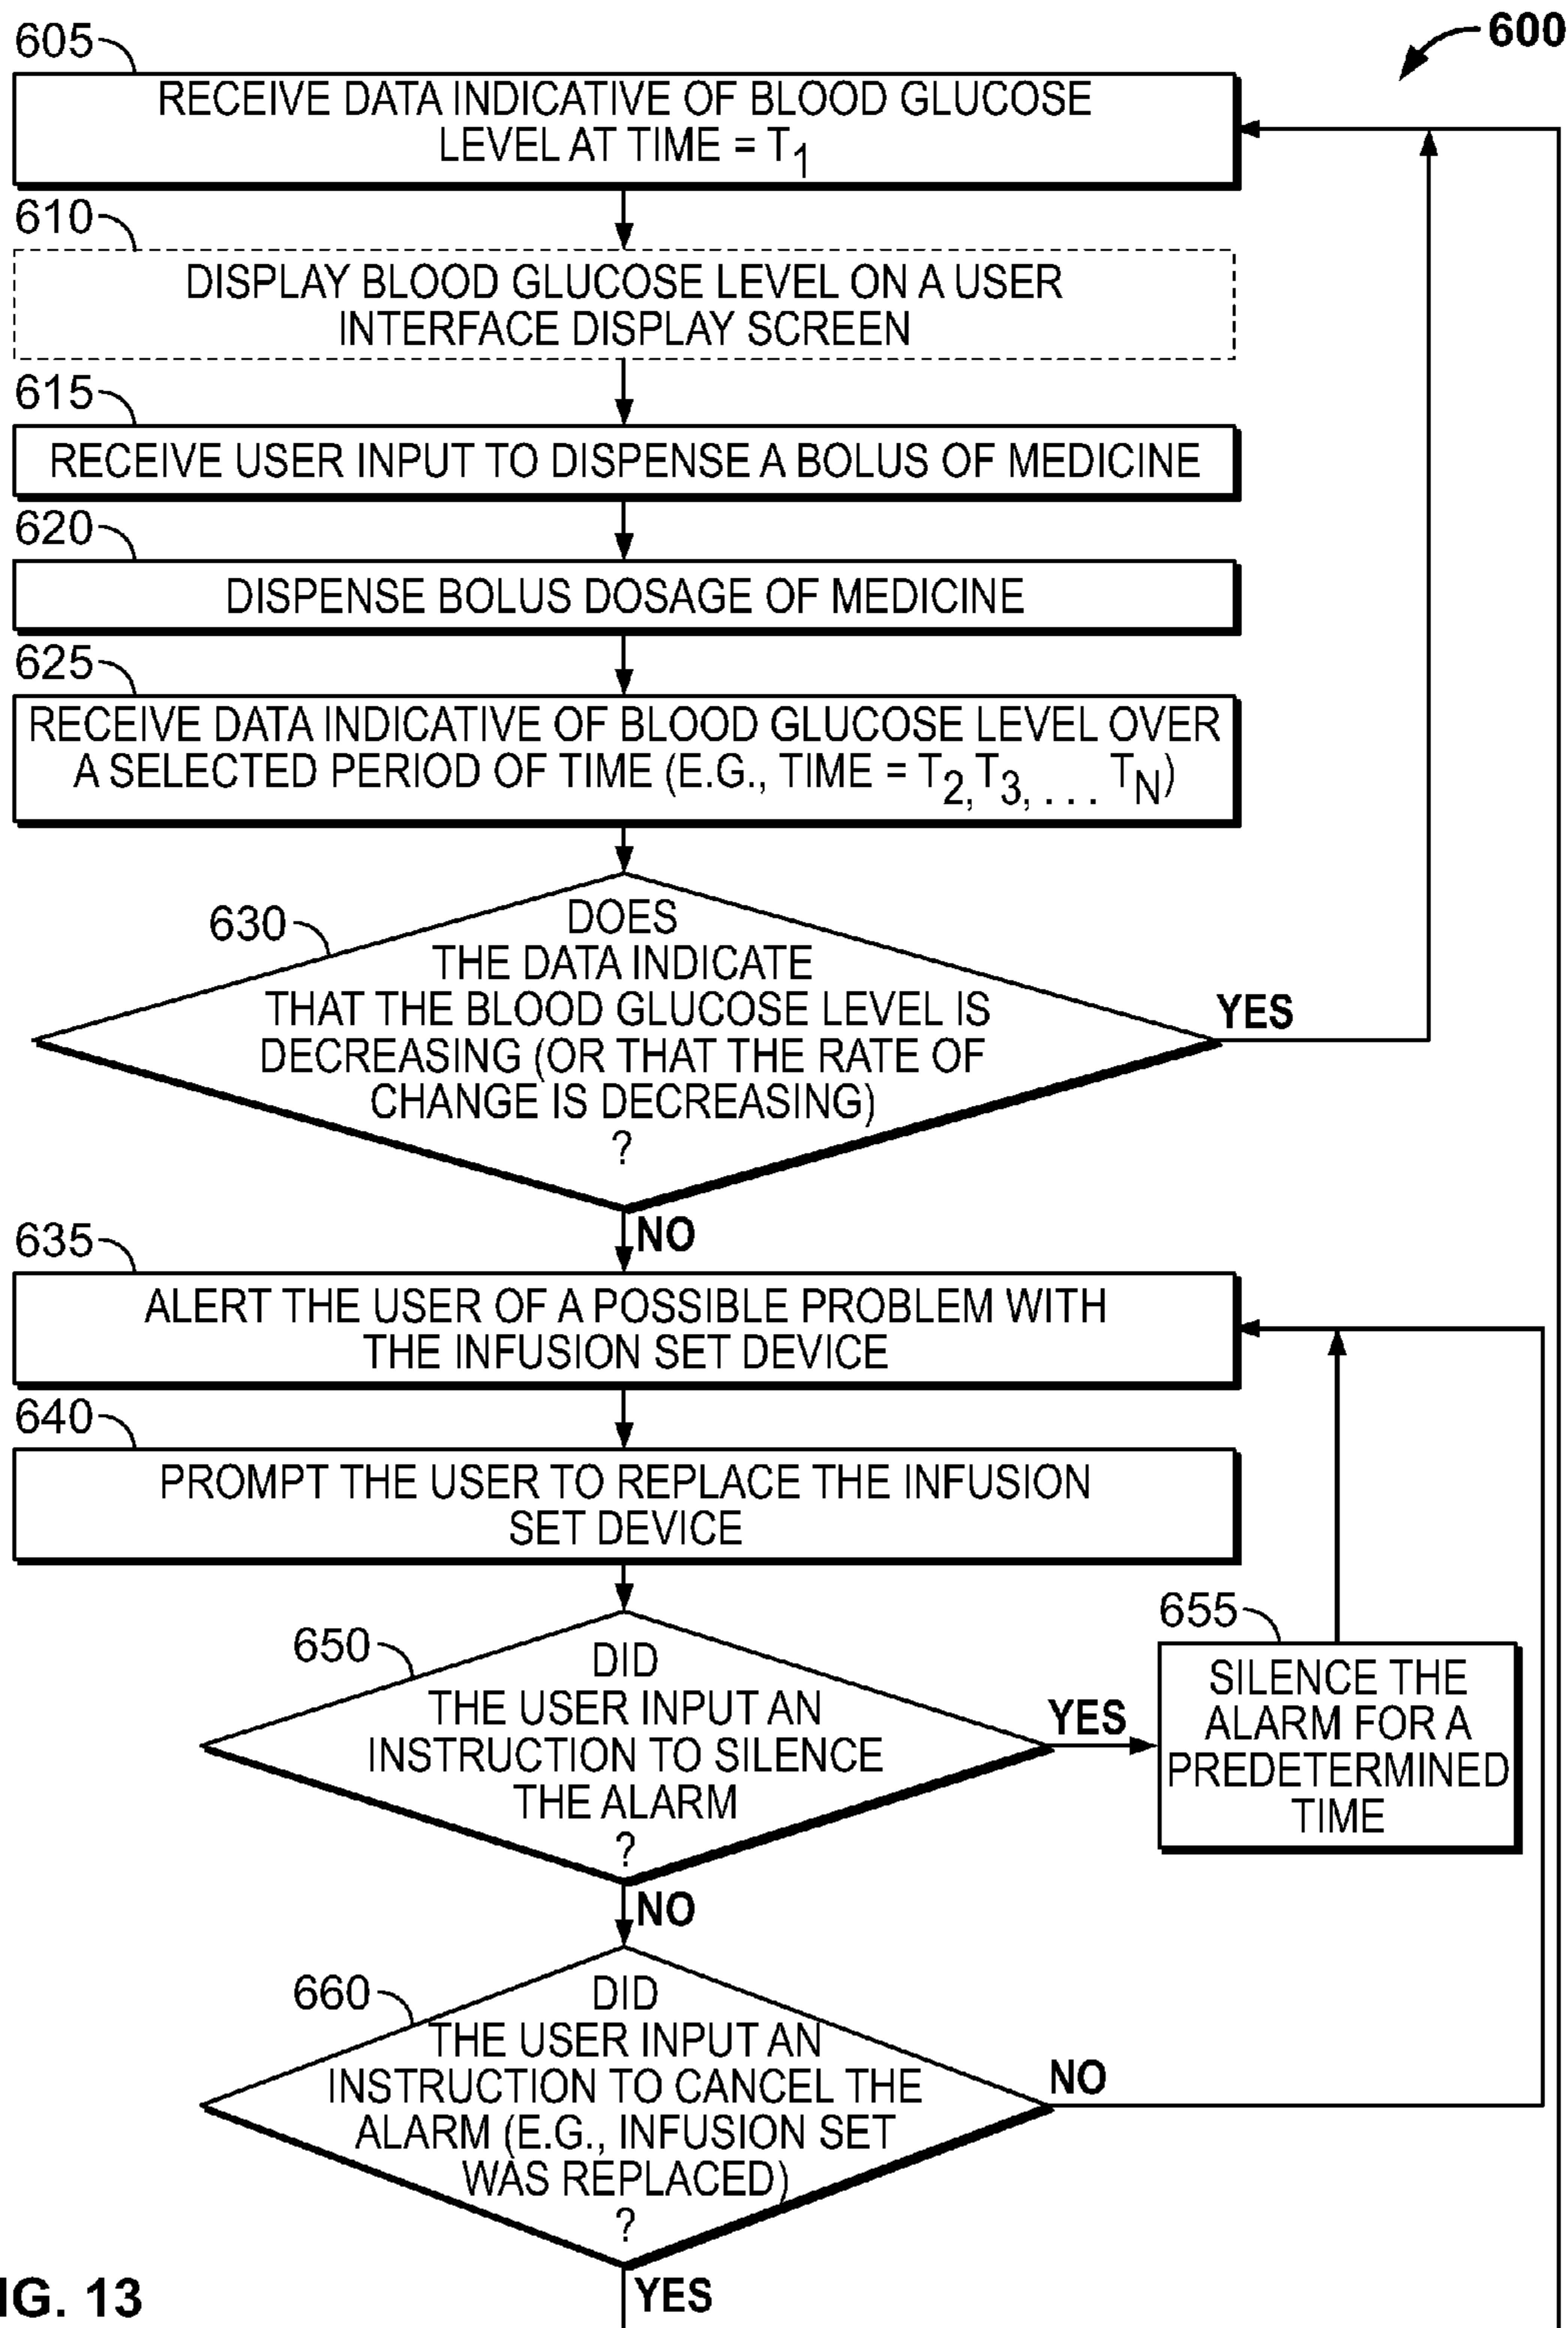 600
605
RECEIVE DATA INDICATIVE OF BLOOD GLUCOSE
LEVEL AT TIME = T1
610
DISPLAY BLOOD GLUCOSE LEVEL ON A USER
INTERFACE DISPLAY SCREEN
615
RECEIVE USER INPUT TO DISPENSE A BOLUS OF MEDICINE
620
DISPENSE BOLUS DOSAGE OF MEDICINE
625
RECEIVE DATA INDICATIVE OF BLOOD GLUCOSE LEVEL OVER
A SELECTED PERIOD OF TIME (E.G., TIME = T2, T3, . . . TN)
630
DOES
THE DATA INDICATE
THAT THE BLOOD GLUCOSE LEVEL IS
DECREASING (OR THAT THE RATE OF
CHANGE IS DECREASING)
?
YES
NO
635
ALERT THE USER OF A POSSIBLE PROBLEM WITH
THE INFUSION SET DEVICE
640
PROMPT THE USER TO REPLACE THE INFUSION
SET DEVICE
650
DID
THE USER INPUT AN
INSTRUCTION TO SILENCE
THE ALARM
?
YES
655
SILENCE THE
ALARM FOR A
PREDETERMINED
TIME
NO
660
DID
THE USER INPUT AN
INSTRUCTION TO CANCEL THE
ALARM (E.G., INFUSION SET
WAS REPLACED)
?
NO
YES
IG. 13